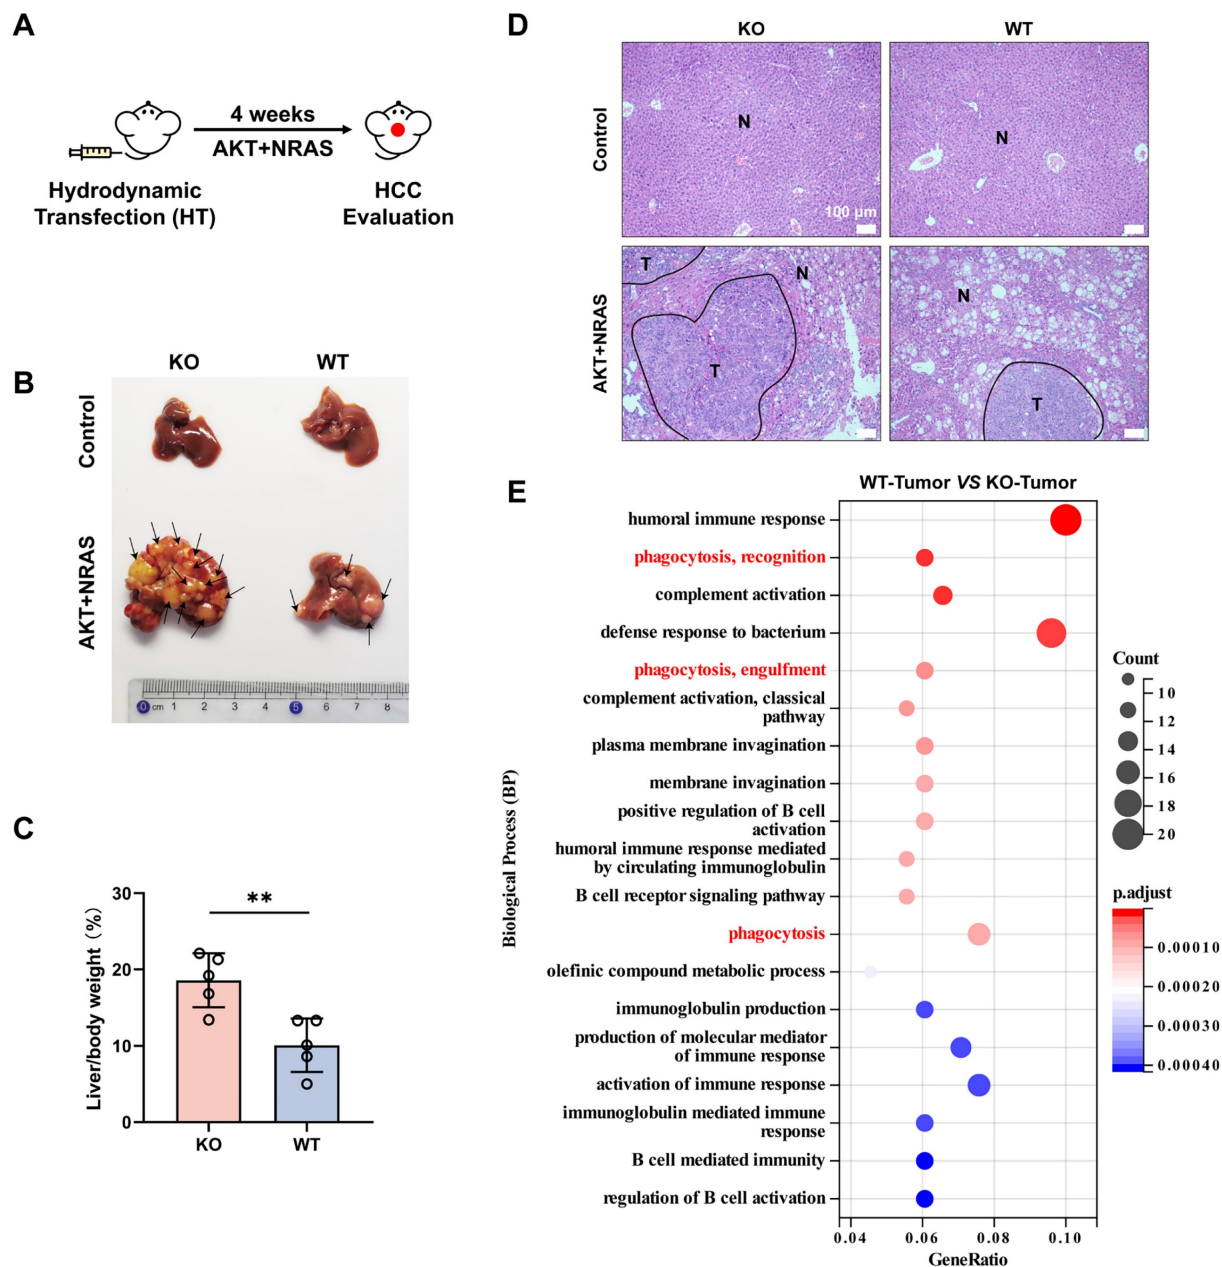 A
4 weeks
AKT+NRAS
Hydrodynamic
Transfection (HT)
HCC
Evaluation
B
KO
WT
Control
AKT+NRAS
0 cm 1 2 3 4 5 6 7 8
C
Liver/body weight (%)
30
20
10
0
**
KO
WT
D
KO
WT
Control
N
N
100 µm
AKT+NRAS
T
N
T
N
T
E
WT-Tumor VS KO-Tumor
Biological Process (BP)
humoral immune response
phagocytosis, recognition
complement activation
defense response to bacterium
phagocytosis, engulfment
complement activation, classical
pathway
plasma membrane invagination
membrane invagination
positive regulation of B cell
activation
humoral immune response mediated
by circulating immunoglobulin
B cell receptor signaling pathway
phagocytosis
olefinic compound metabolic process
immunoglobulin production
production of molecular mediator
of immune response
activation of immune response
immunoglobulin mediated immune
response
B cell mediated immunity
regulation of B cell activation
0.04 0.06 0.08 0.10
GeneRatio
Count
10
12
14
16
18
20
p.adjust
0.00010
0.00020
0.00030
0.00040